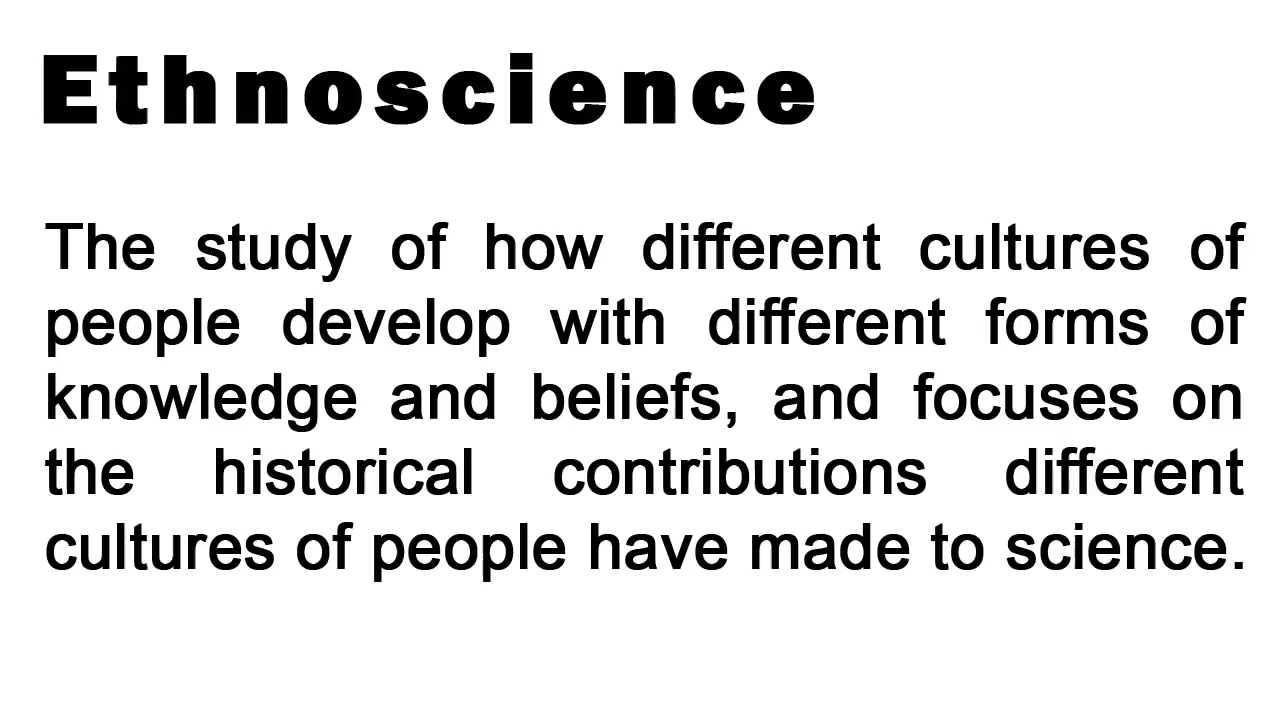 Ethnoscience
The study of how different cultures of
people develop with different forms of
knowledge and beliefs, and focuses on
the historical contributions different
cultures of people have made to science.